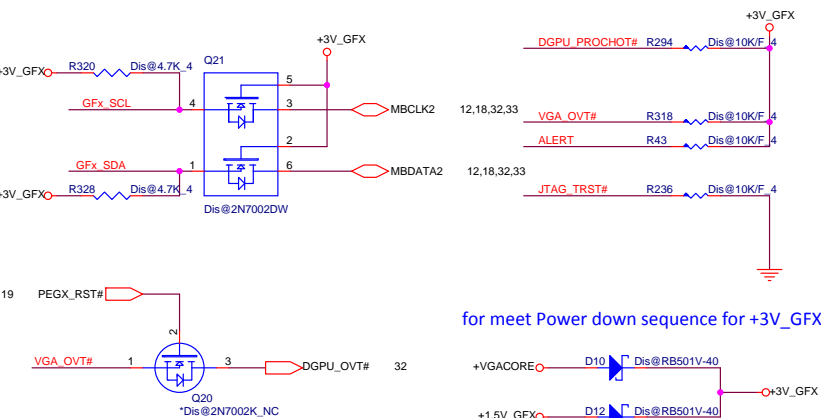 +3V_GFX
DGPU_PROCHOT# R294 Dis@10K/F_4
+3V_GFX
Q21
+3V_GFX R320 Dis@4.7K_4
5
GFx_SCL 4 3 MBCLK2 12,18,32,33
VGA_OVT# R318 Dis@10K/F_4
ALERT R43 Dis@10K/F_4
2
GFx_SDA 1 6 MBDATA2 12,18,32,33
+3V_GFX R328 Dis@4.7K_4
JTAG_TRST# R236 Dis@10K/F_4
Dis@2N7002DW
19 PEGX_RST#
for meet Power down sequence for +3V_GFX
2
VGA_OVT# 1 3 DGPU_OVT# 32
Q20
*Dis@2N7002K_NC
+VGACORE D10 Dis@RB501V-40
+3V_GFX
+1.5V_GFX D12 Dis@RB501V-40